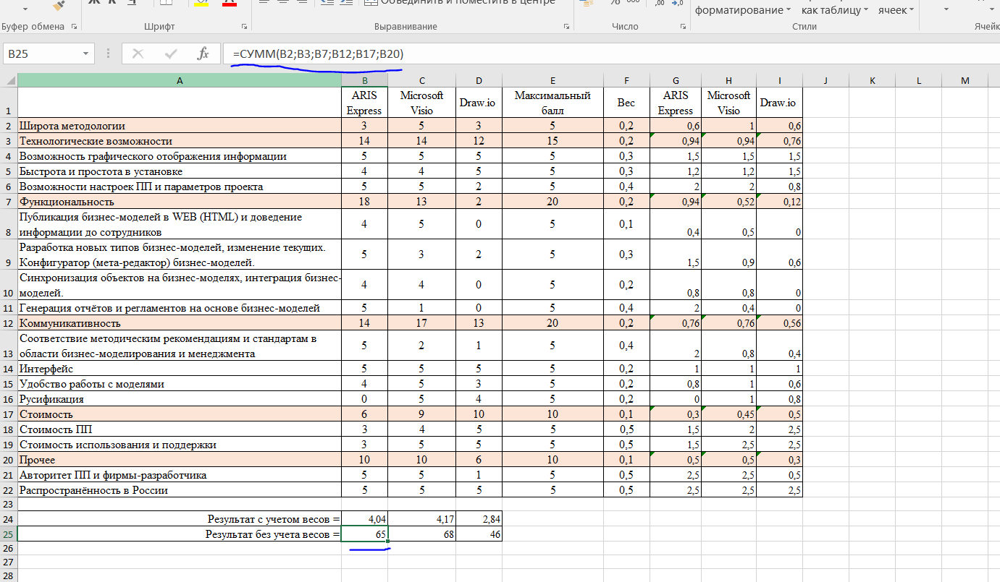 Объединить и поместить в центре
%
000
,00
,0
форматирование как таблицу ячеек
Буфер обмена Шрифт Выравнивание Число Стили Ячейк
B25 fx =СУММ(B2;B3;B7;B12;B17;B20)
A B C D E F G H I J K L M
1 ARIS Express Microsoft Visio Draw.io Максимальный балл Вес ARIS Express Microsoft Visio Draw.io
2 Широта методологии 3 5 3 5 0,2 0,6 1 0,6
3 Технологические возможности 14 14 12 15 0,2 0,94 0,94 0,76
4 Возможность графического отображения информации 5 5 5 5 0,3 1,5 1,5 1,5
5 Быстрота и простота в установке 4 4 5 5 0,3 1,2 1,2 1,5
6 Возможности настроек ПП и параметров проекта 5 5 2 5 0,4 2 2 0,8
7 Функциональность 18 13 2 20 0,2 0,94 0,52 0,12
Публикация бизнес-моделей в WEB (HTML) и доведение
8 информации до сотрудников 4 5 0 5 0,1 0,4 0,5 0
Разработка новых типов бизнес-моделей, изменение текущих.
9 Конфигуратор (мета-редактор) бизнес-моделей. 5 3 2 5 0,3 1,5 0,9 0,6
Синхронизация объектов на бизнес-моделях, интеграция бизнес-
10 моделей. 4 4 0 5 0,2 0,8 0,8 0
11 Генерация отчётов и регламентов на основе бизнес-моделей 5 1 0 5 0,4 2 0,4 0
12 Коммуникативность 14 17 13 20 0,2 0,76 0,76 0,56
Соответствие методическим рекомендациям и стандартам в
13 области бизнес-моделирования и менеджмента 5 2 1 5 0,4 2 0,8 0,4
14 Интерфейс 5 5 5 5 0,2 1 1 1
15 Удобство работы с моделями 4 5 3 5 0,2 0,8 1 0,6
16 Русификация 0 5 4 5 0,2 0 1 0,8
17 Стоимость 6 9 10 10 0,1 0,3 0,45 0,5
18 Стоимость ПП 3 4 5 5 0,5 1,5 2 2,5
19 Стоимость использования и поддержки 3 5 5 5 0,5 1,5 2,5 2,5
20 Прочее 10 10 6 10 0,1 0,5 0,5 0,3
21 Авторитет ПП и фирмы-разработчика 5 5 1 5 0,5 2,5 2,5 0,5
22 Распространённость в России 5 5 5 5 0,5 2,5 2,5 2,5
23
24 Результат с учетом весов = 4,04 4,17 2,84
25 Результат без учета весов = 65 68 46
26
27
28